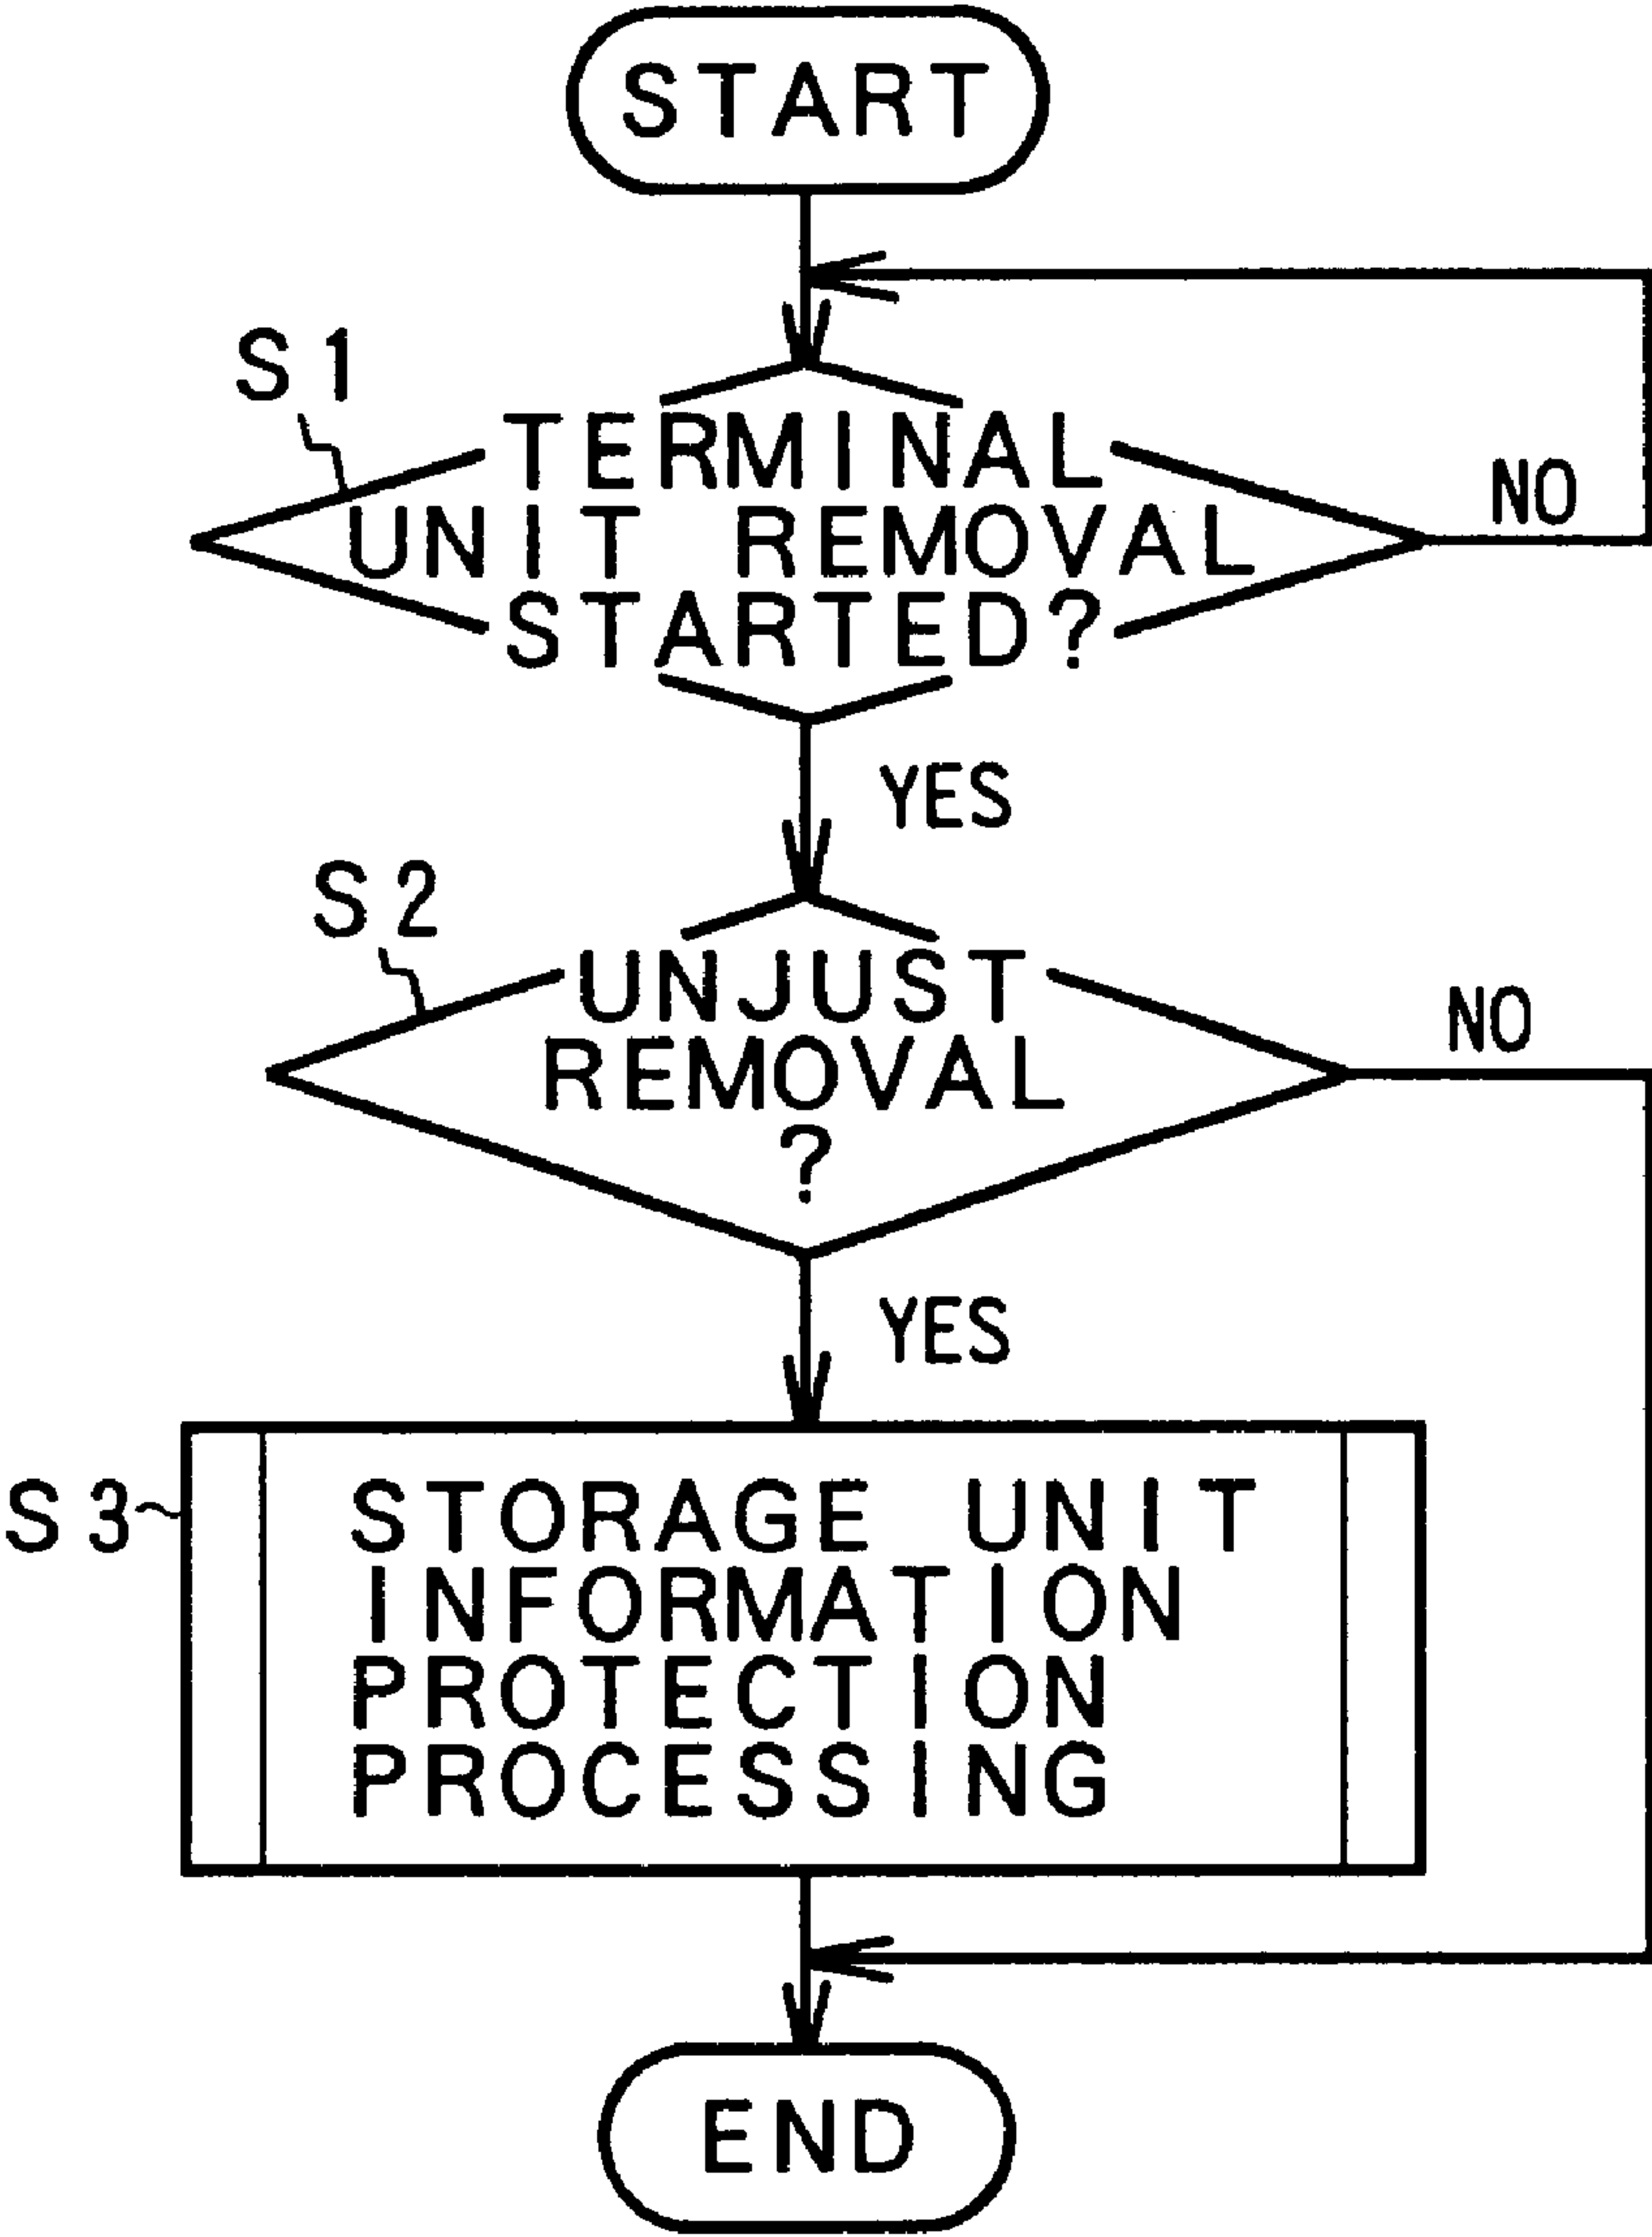 START
S1
TERMINAL
NO
UNIT REMOVAL
STARTED?
YES
S2
UNJUST
NO
REMOVAL
?
YES
S3
STORAGE UNIT
INFORMATION
PROTECTION
PROCESSING
END